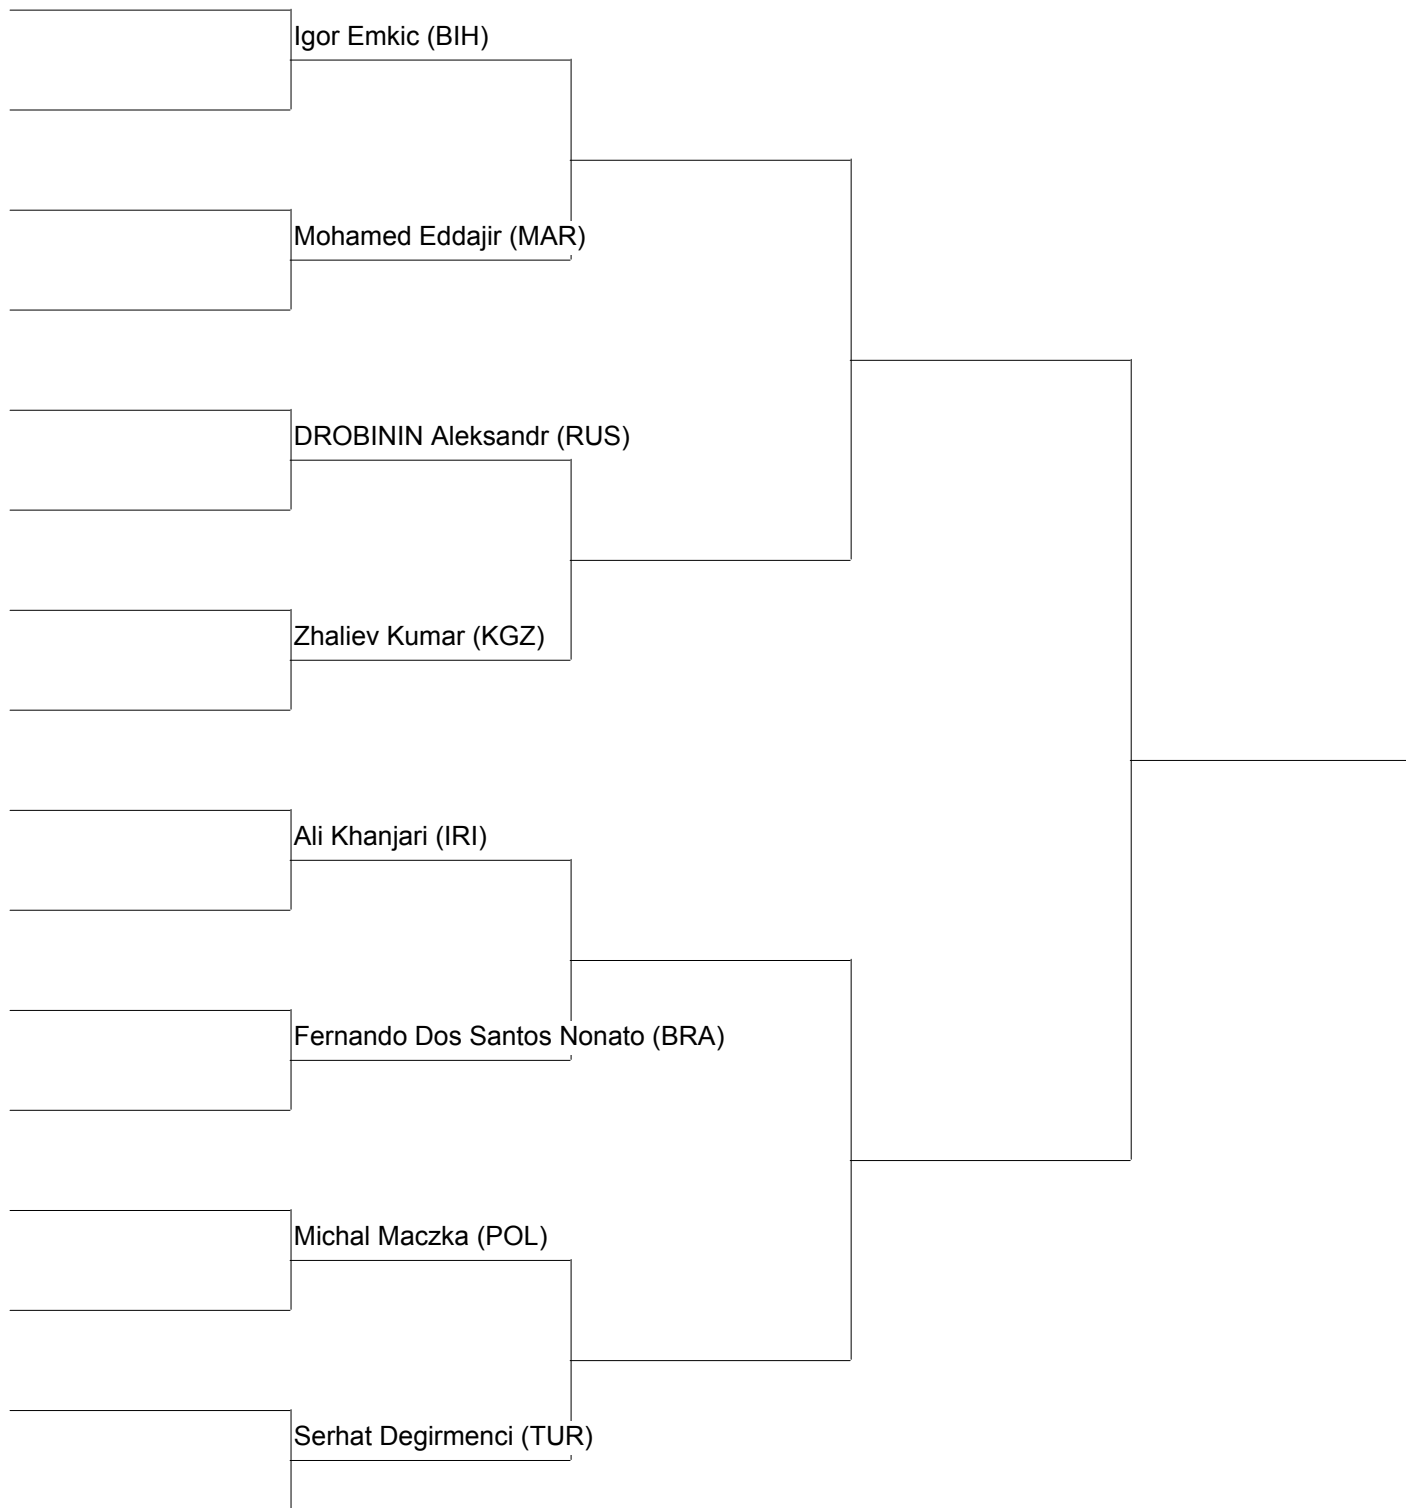 Igor Emkic (BIH)
Mohamed Eddajir (MAR)
DROBININ Aleksandr (RUS)
Zhaliev Kumar (KGZ)
Ali Khanjari (IRI)
Fernando Dos Santos Nonato (BRA)
Michal Maczka (POL)
Serhat Degirmenci (TUR)